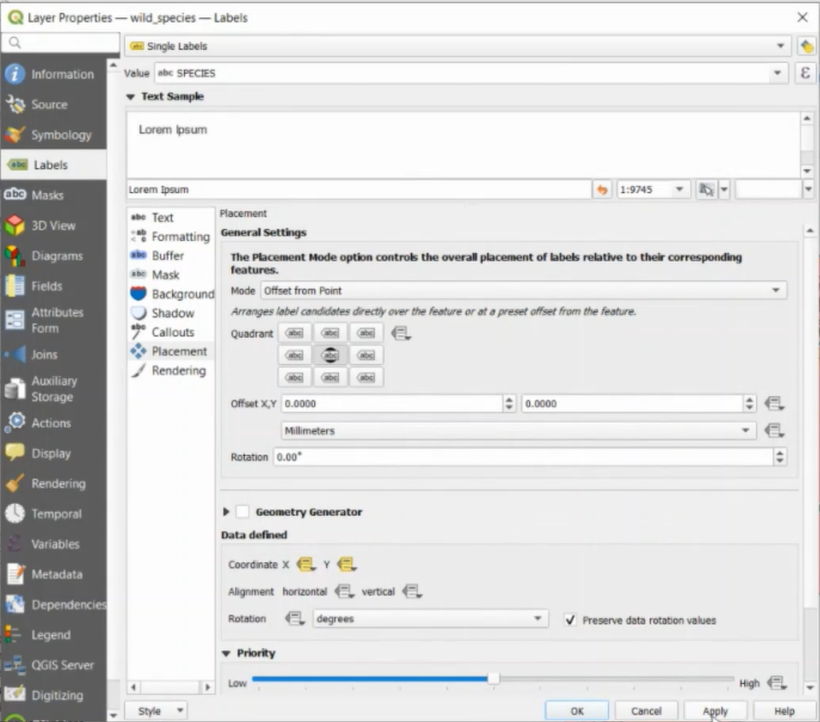 Layer Properties — wild_species — Labels
Single Labels
Information
Value abc SPECIES
ε
Source
Text Sample
Symbology
Lorem Ipsum
Labels
Masks
Lorem Ipsum
1:9745
3D View
Text
Placement
Diagrams
Formatting
General Settings
Fields
Buffer
The Placement Mode option controls the overall placement of labels relative to their corresponding
features.
Attributes
Form
Mask
Background
Mode Offset from Point
Joins
Shadow
Arranges label candidates directly over the feature or at a preset offset from the feature.
Auxiliary
Storage
Callouts
Quadrant abc abc abc
Placement
abc abc abc
Actions
Rendering
abc abc abc
Display
Offset X,Y 0.0000 0.0000
Rendering
Millimeters
Temporal
Rotation 0.00°
Variables
Geometry Generator
Metadata
Data defined
Dependencies
Coordinate X Y
Legend
Alignment horizontal vertical
QGIS Server
Rotation degrees Preserve data rotation values
Digitizing
Priority
Low High
Style OK Cancel Apply Help